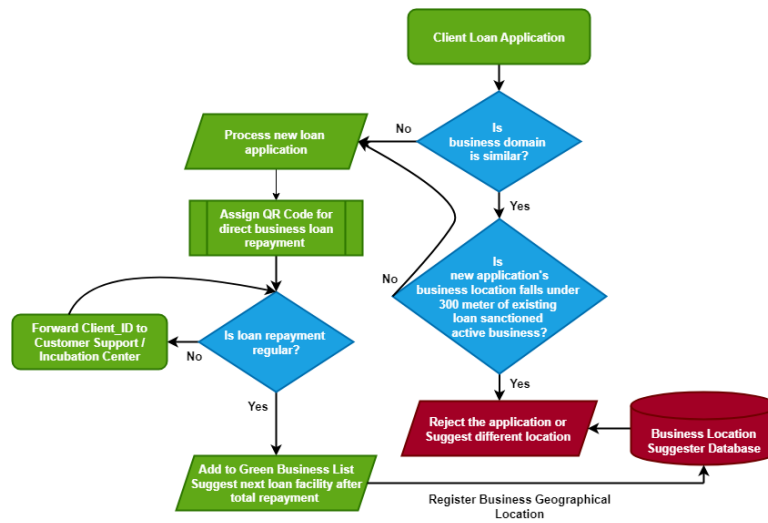 Client Loan Application
Is
business domain
is similar?
No
Process new loan
application
Yes
Assign QR Code for
direct business loan
repayment
Is
new application's
business location falls under
300 meter of existing
loan sanctioned
active business?
No
Is loan repayment
regular?
Forward Client_ID to
Customer Support /
Incubation Center
No
Yes
Yes
Reject the application or
Suggest different location
Business Location
Suggester Database
Add to Green Business List
Suggest next loan facility after
total repayment
Register Business Geographical
Location